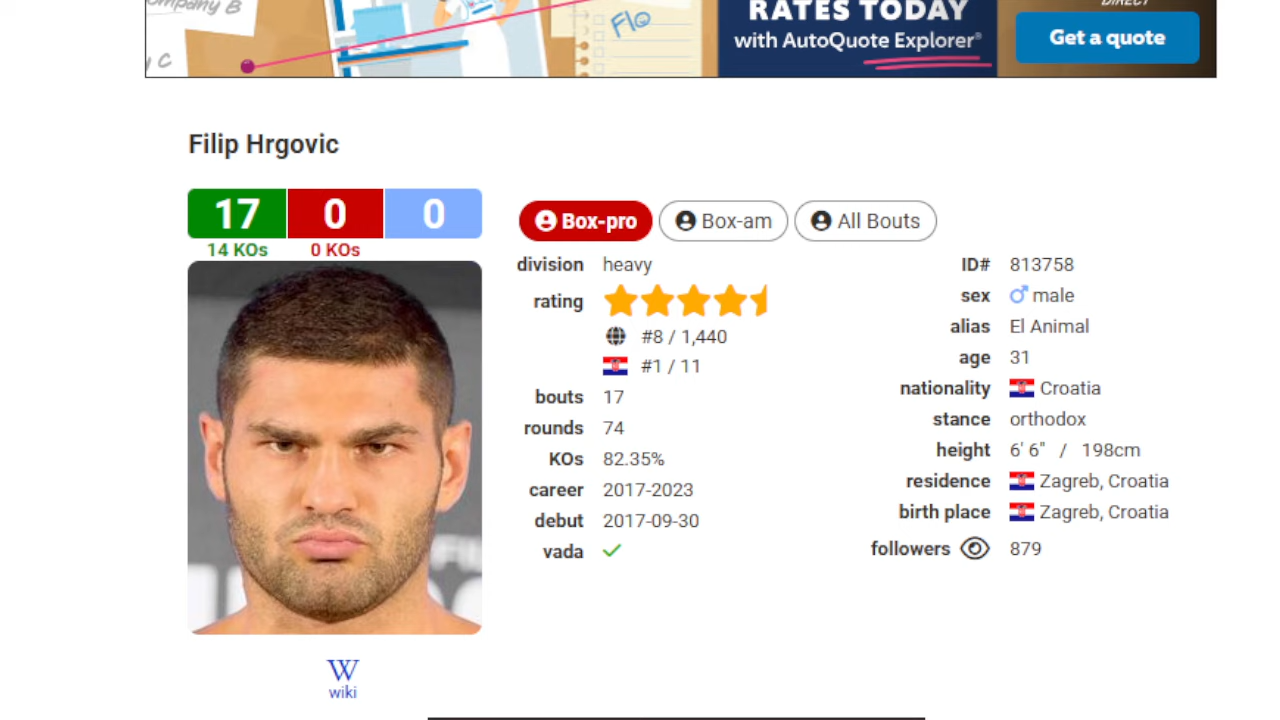 Company B
C
Flo
RATES TODAY
with AutoQuote Explorer®
DIRECT
Get a quote
Filip Hrgovic
17 0 0
14 KOs 0 KOs
Box-pro Box-am All Bouts
division heavy
rating
#8 / 1,440
#1 / 11
bouts 17
rounds 74
KOs 82.35%
career 2017-2023
debut 2017-09-30
vada
ID# 813758
sex male
alias El Animal
age 31
nationality Croatia
stance orthodox
height 6' 6" / 198cm
residence Zagreb, Croatia
birth place Zagreb, Croatia
followers 879
W
wiki